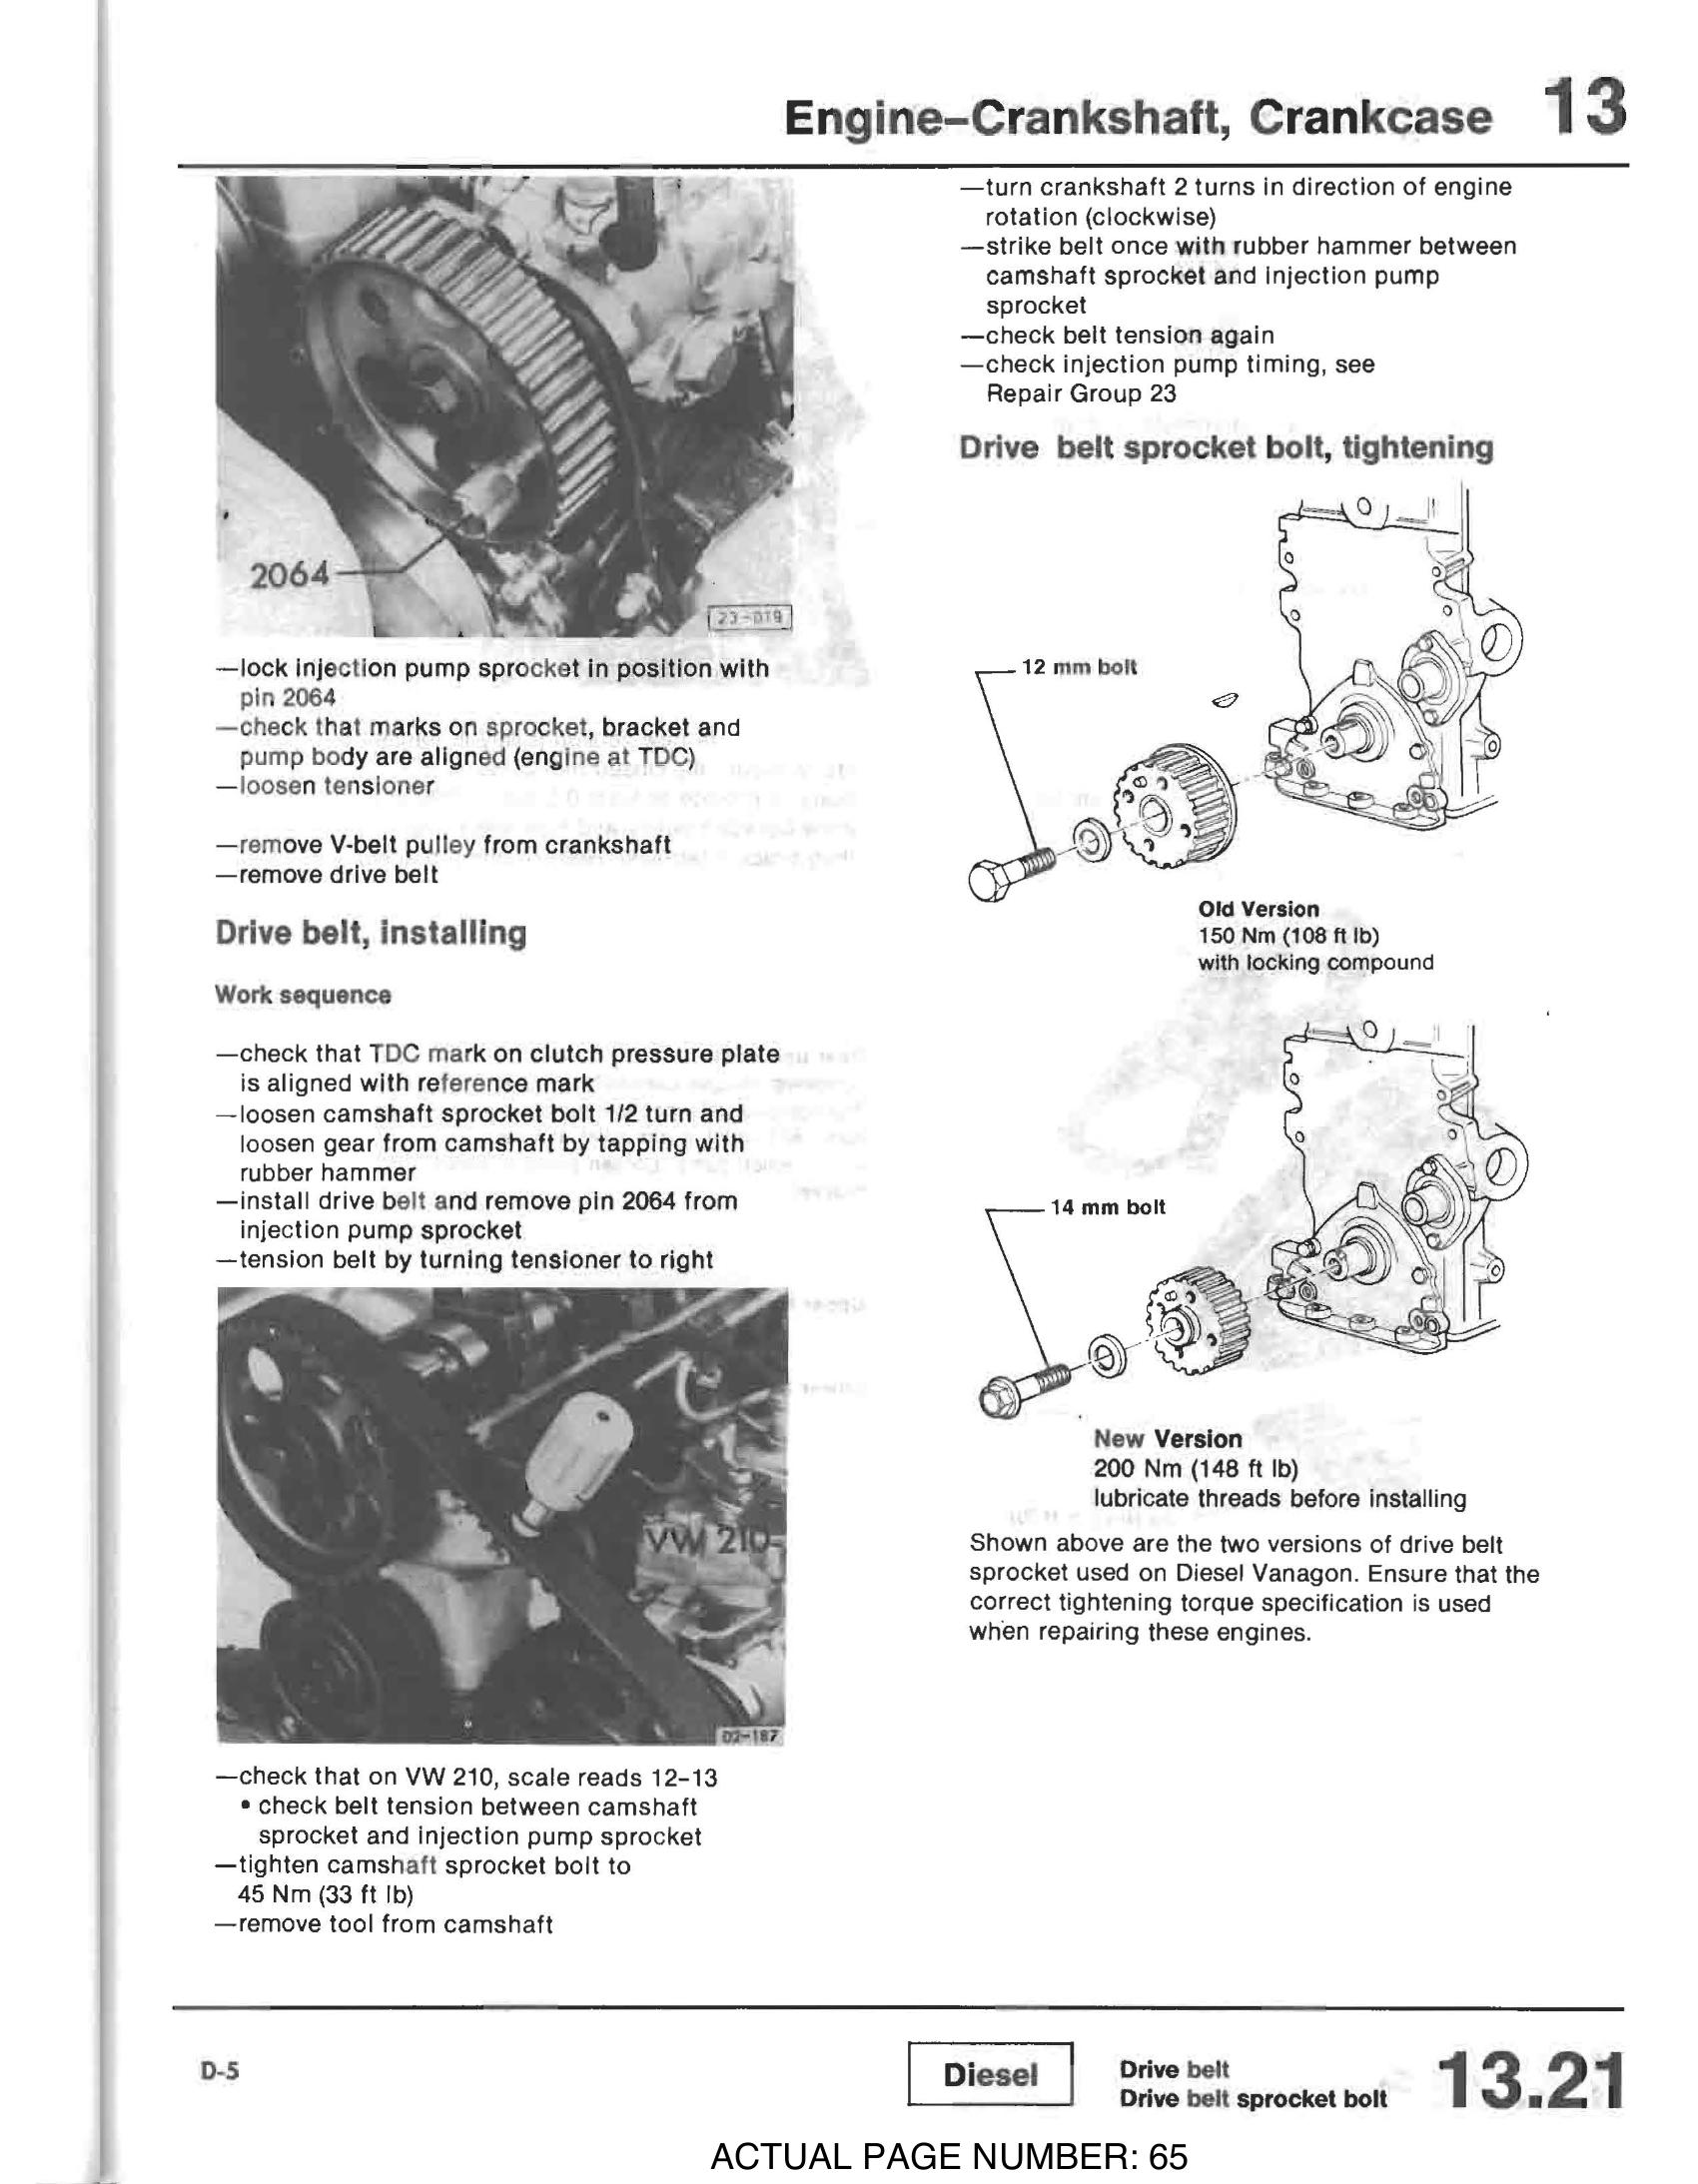 Engine–Crankshaft, Crankcase 13
2064
23-019
—lock injection pump sprocket in position with
pin 2064
—check that marks on sprocket, bracket and
pump body are aligned (engine at TDC)
—loosen tensioner
—remove V-belt pulley from crankshaft
—remove drive belt
Drive belt, installing
Work sequence
—check that TDC mark on clutch pressure plate
is aligned with reference mark
—loosen camshaft sprocket bolt 1/2 turn and
loosen gear from camshaft by tapping with
rubber hammer
—install drive belt and remove pin 2064 from
injection pump sprocket
—tension belt by turning tensioner to right
VW 210
02-187
—check that on VW 210, scale reads 12–13
• check belt tension between camshaft
sprocket and injection pump sprocket
—tighten camshaft sprocket bolt to
45 Nm (33 ft lb)
—remove tool from camshaft
—turn crankshaft 2 turns in direction of engine
rotation (clockwise)
—strike belt once with rubber hammer between
camshaft sprocket and injection pump
sprocket
—check belt tension again
—check injection pump timing, see
Repair Group 23
Drive belt sprocket bolt, tightening
12 mm bolt
Old Version
150 Nm (108 ft lb)
with locking compound
14 mm bolt
New Version
200 Nm (148 ft lb)
lubricate threads before installing
Shown above are the two versions of drive belt
sprocket used on Diesel Vanagon. Ensure that the
correct tightening torque specification is used
when repairing these engines.
D-5
Diesel
Drive belt
Drive belt sprocket bolt
13.21
ACTUAL PAGE NUMBER: 65